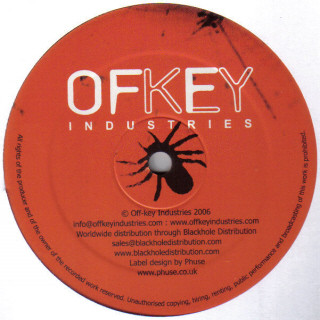 OFKEY
INDUSTRIES
© Off-key Industries 2006
info@offkeyindustries.com : www.offkeyindustries.com
Worldwide distribution through Blackhole Distribution
sales@blackholedistribution.com
www.blackholedistribution.com
Label design by Phuse.
www.phuse.co.uk
All rights of the producer and of the owner of the recorded work reserved. Unauthorised copying, hiring, renting, public performance and broadcasting of this work is prohibited.